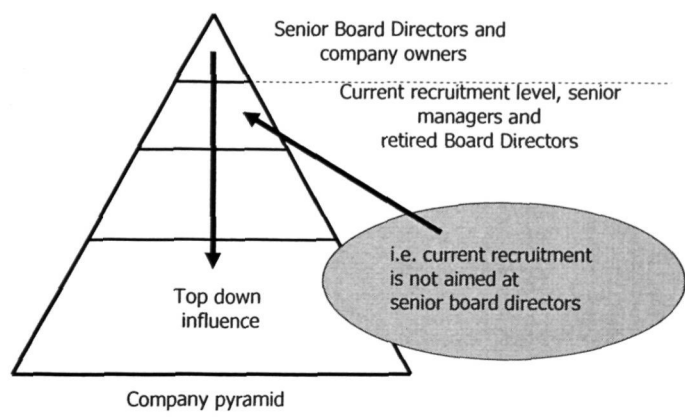 Senior Board Directors and
company owners
Current recruitment level, senior
managers and
retired Board Directors
i.e. current recruitment
is not aimed at
senior board directors
Top down
influence
Company pyramid